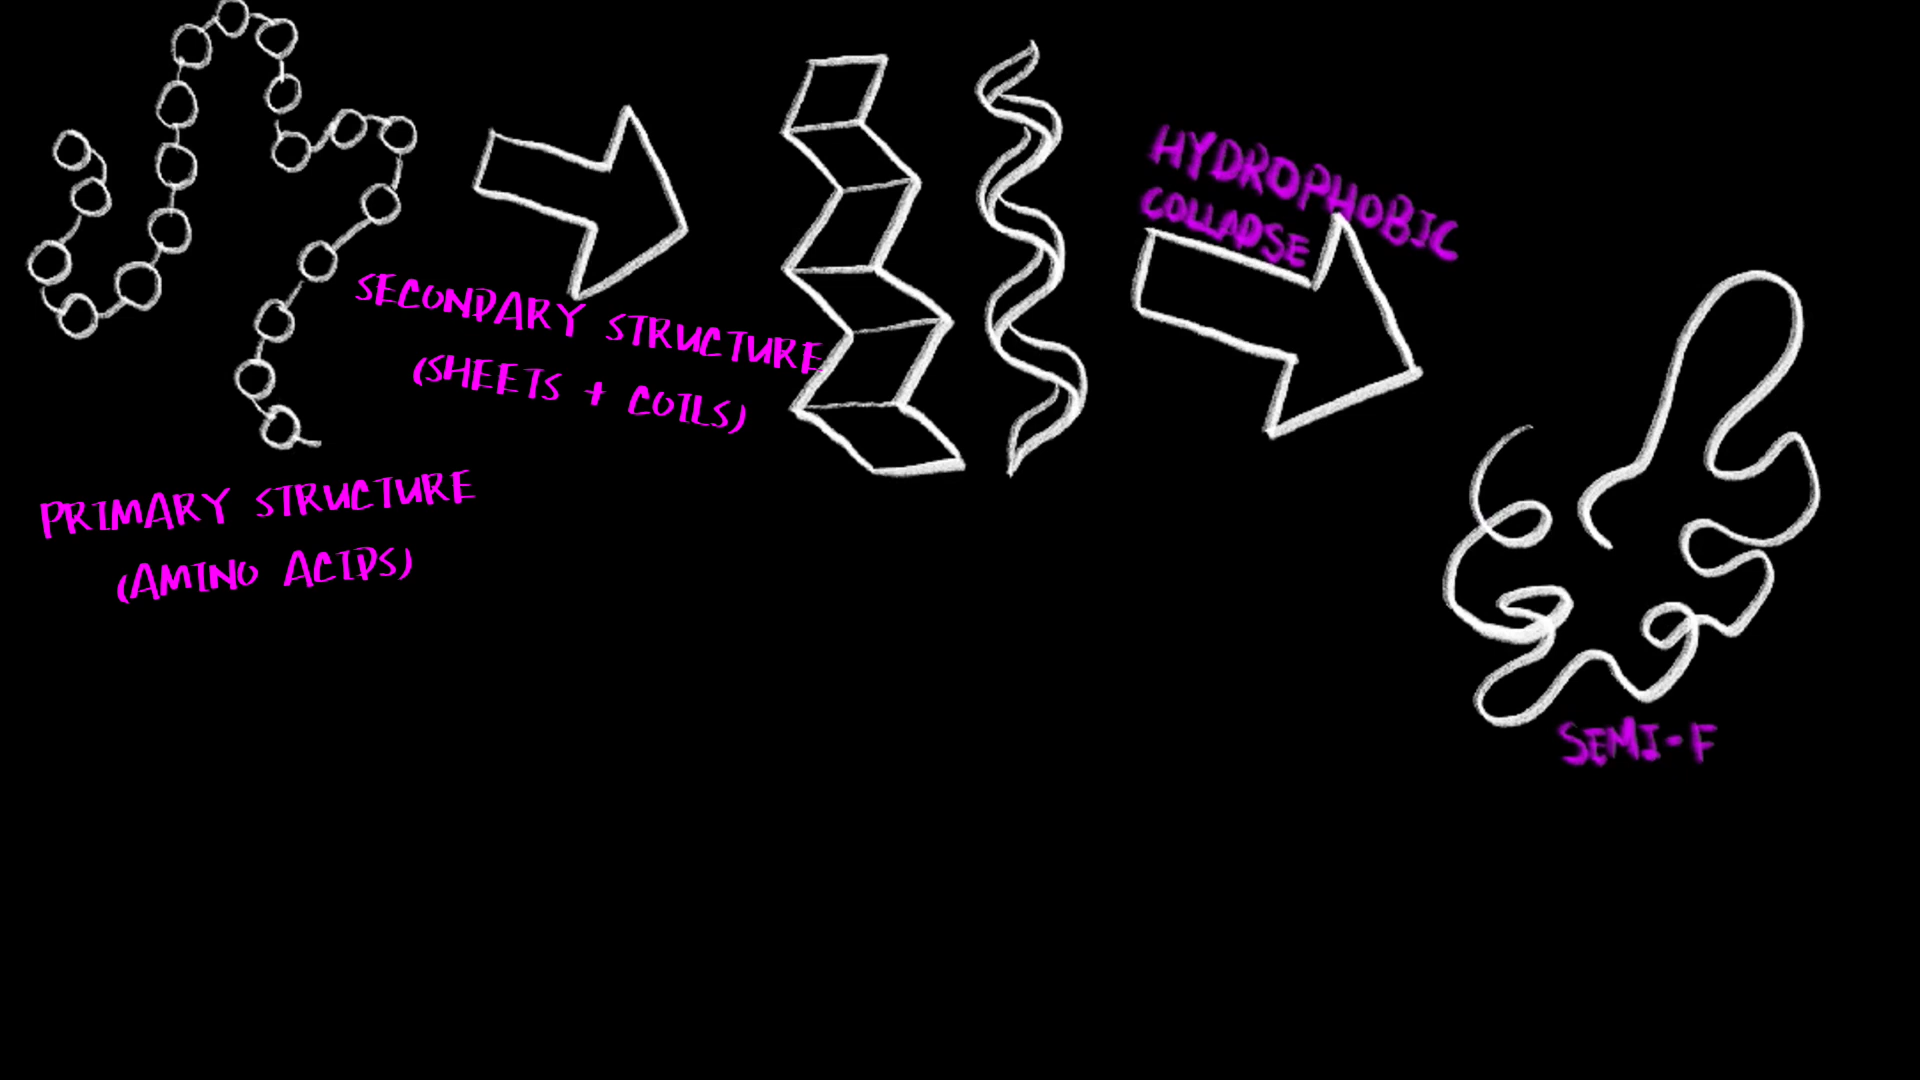 SECONDARY STRUCTURE
(SHEETS + COILS)
PRIMARY STRUCTURE
(AMINO ACIDS)
HYDROPHOBIC
COLLAPSE
SEMI-F